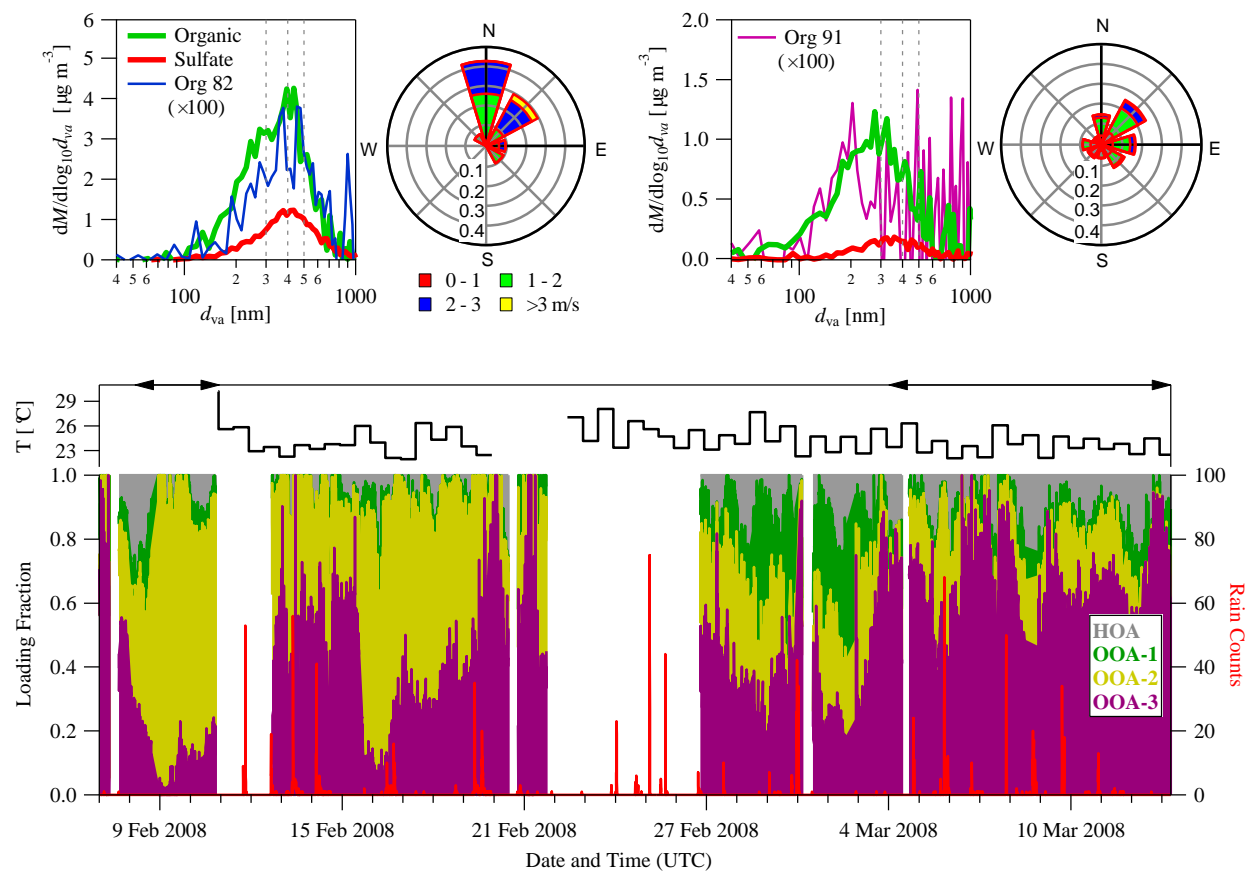 6
5
4
3
2
1
0
dM/dlog10dva [µg m-3]
Organic
Sulfate
Org 82
(×100)
4 5 6 2 3 4 5 6
100 1000
dva [nm]
N
W E
S
0.1
0.2
0.3
0.4
0 - 1 1 - 2
2 - 3 >3 m/s
2.0
1.5
1.0
0.5
0.0
dM/dlog10dva [µg m-3]
Org 91
(×100)
4 5 6 2 3 4 5 6
100 1000
dva [nm]
N
W E
S
0.1
0.2
0.3
0.4
29
26
23
T [ ℃]
1.0
0.8
0.6
0.4
0.2
0.0
Loading Fraction
100
80
60
40
20
0
Rain Counts
HOA
OOA-1
OOA-2
OOA-3
9 Feb 2008 15 Feb 2008 21 Feb 2008 27 Feb 2008 4 Mar 2008 10 Mar 2008
Date and Time (UTC)